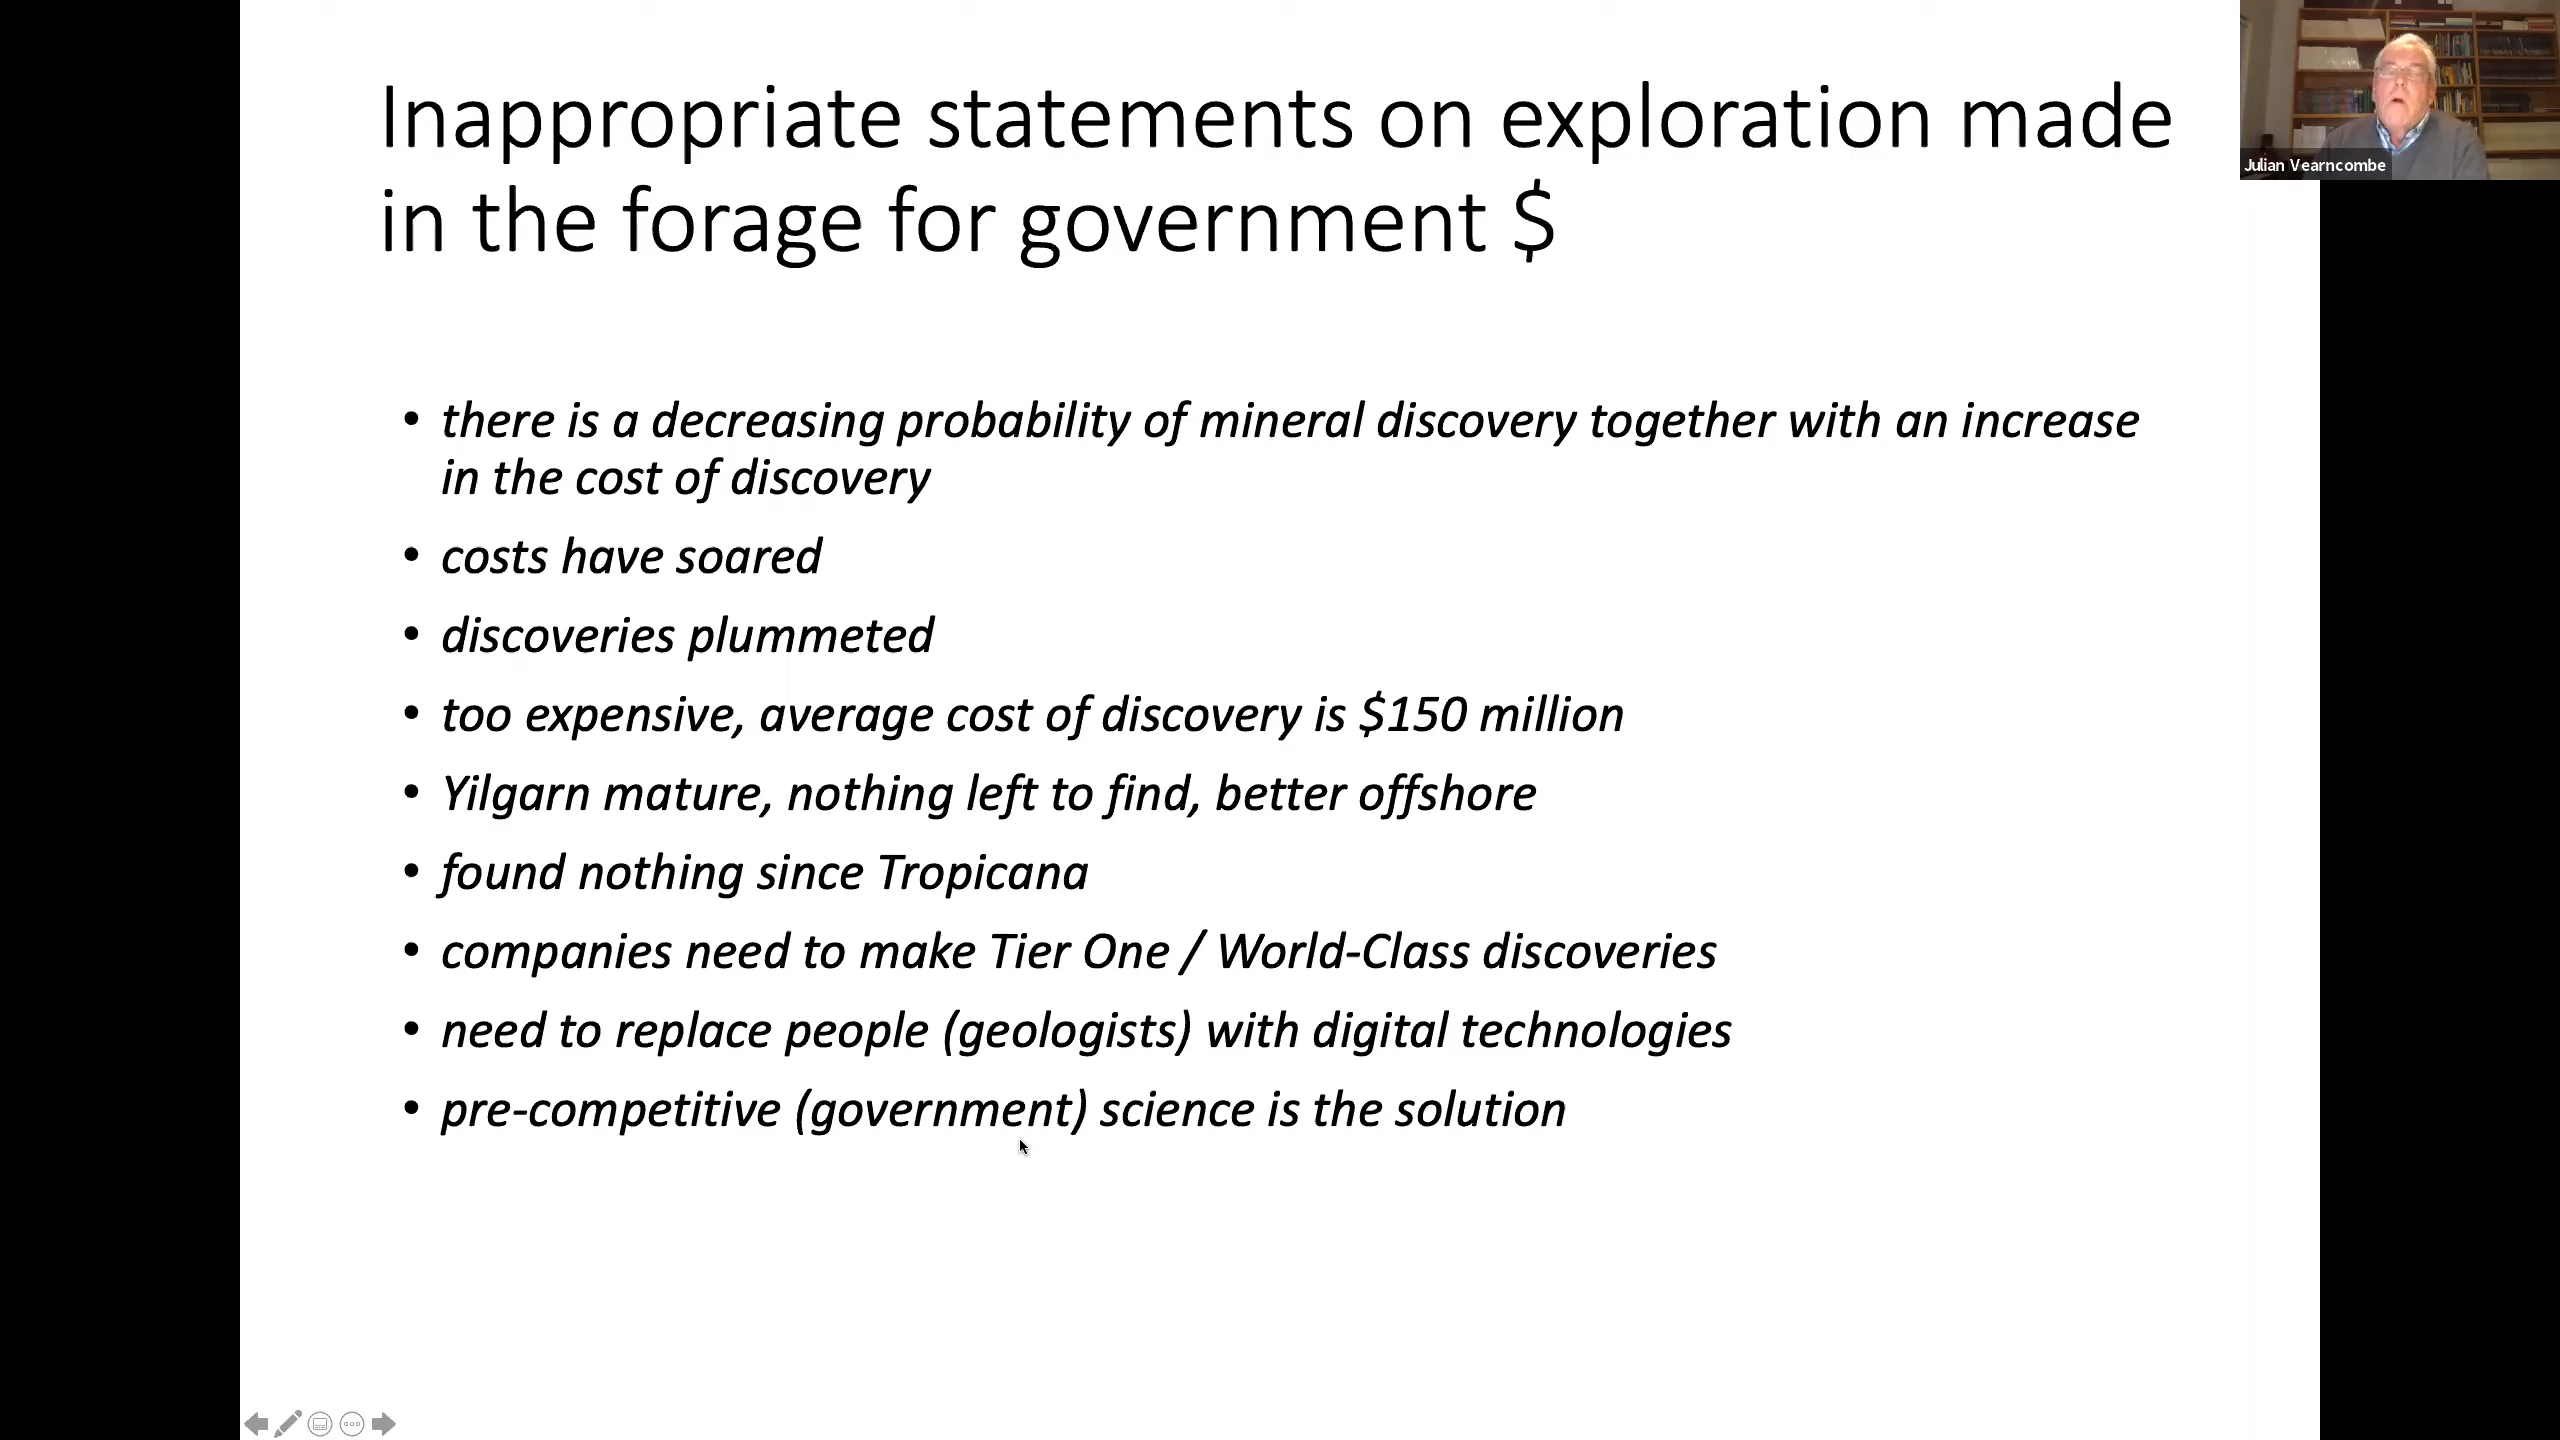 Inappropriate statements on exploration made
in the forage for government $
Julian Vearncombe
• there is a decreasing probability of mineral discovery together with an increase
in the cost of discovery
• costs have soared
• discoveries plummeted
• too expensive, average cost of discovery is $150 million
• Yilgarn mature, nothing left to find, better offshore
• found nothing since Tropicana
• companies need to make Tier One / World-Class discoveries
• need to replace people (geologists) with digital technologies
• pre-competitive (government) science is the solution